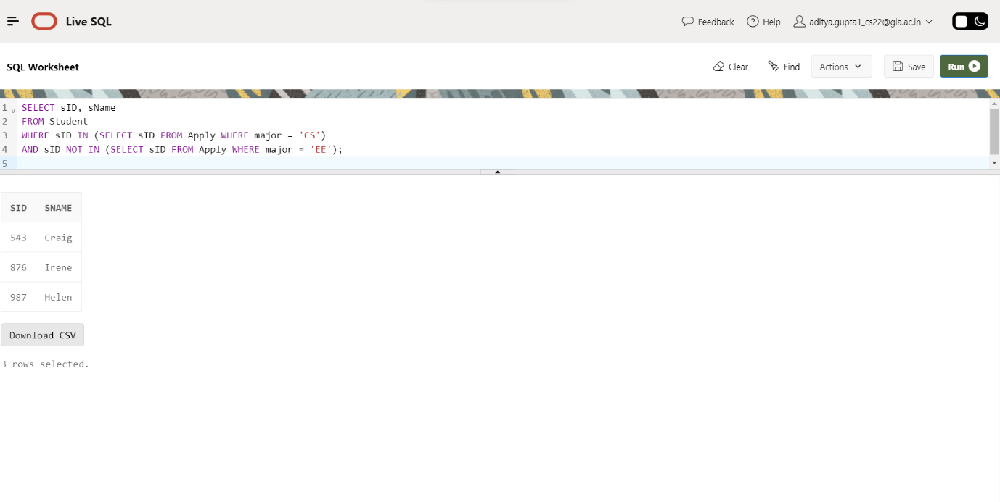 Live SQL
Feedback
Help
aditya.gupta1_cs22@gla.ac.in
SQL Worksheet
Clear
Find
Actions
Save
Run
1 SELECT sID, sName
2 FROM Student
3 WHERE sID IN (SELECT sID FROM Apply WHERE major = 'CS')
4 AND sID NOT IN (SELECT sID FROM Apply WHERE major = 'EE');
5
SID SNAME
543 Craig
876 Irene
987 Helen
Download CSV
3 rows selected.